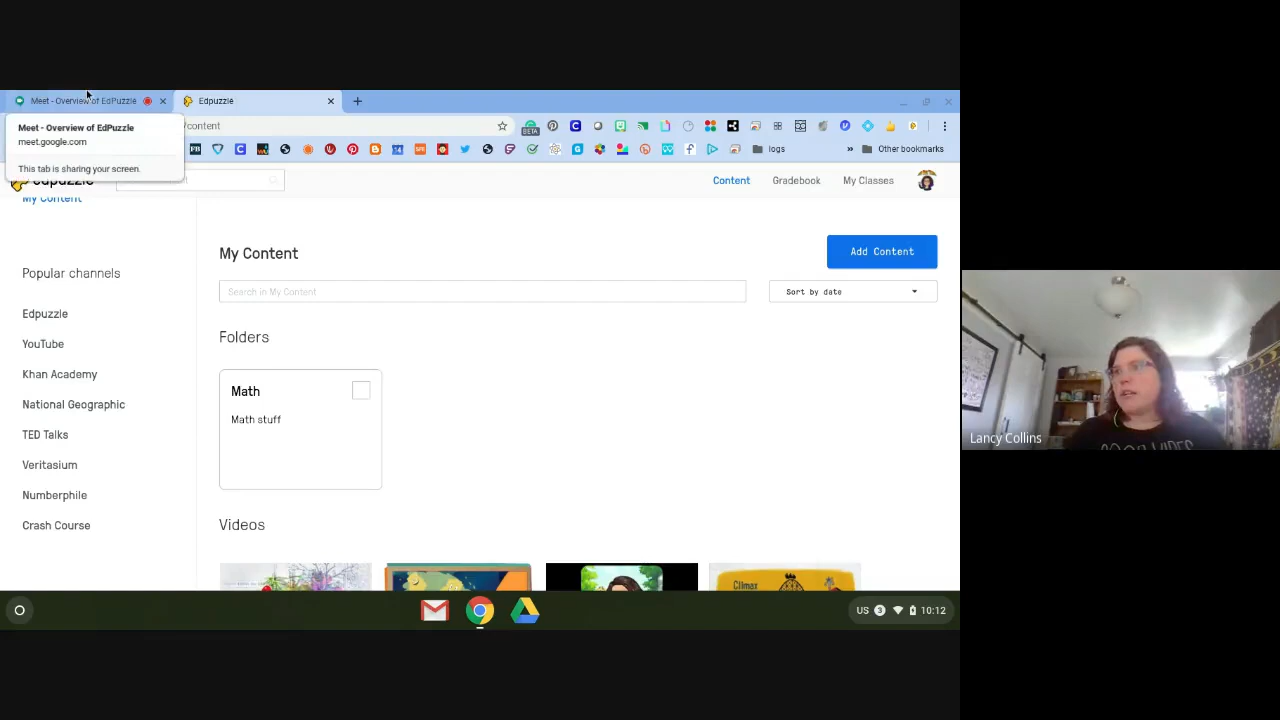 Meet - Overview of EdPuzzle
Edpuzzle
Meet - Overview of EdPuzzle
meet.google.com
This tab is sharing your screen.
/content
BETA
logs
Other bookmarks
edpuzzle
Content
Gradebook
My Classes
My Content
Popular channels
Edpuzzle
YouTube
Khan Academy
National Geographic
TED Talks
Veritasium
Numberphile
Crash Course
My Content
Add Content
Search in My Content
Sort by date
Folders
Math
Math stuff
Videos
Climax
US 3 10:12
Lancy Collins